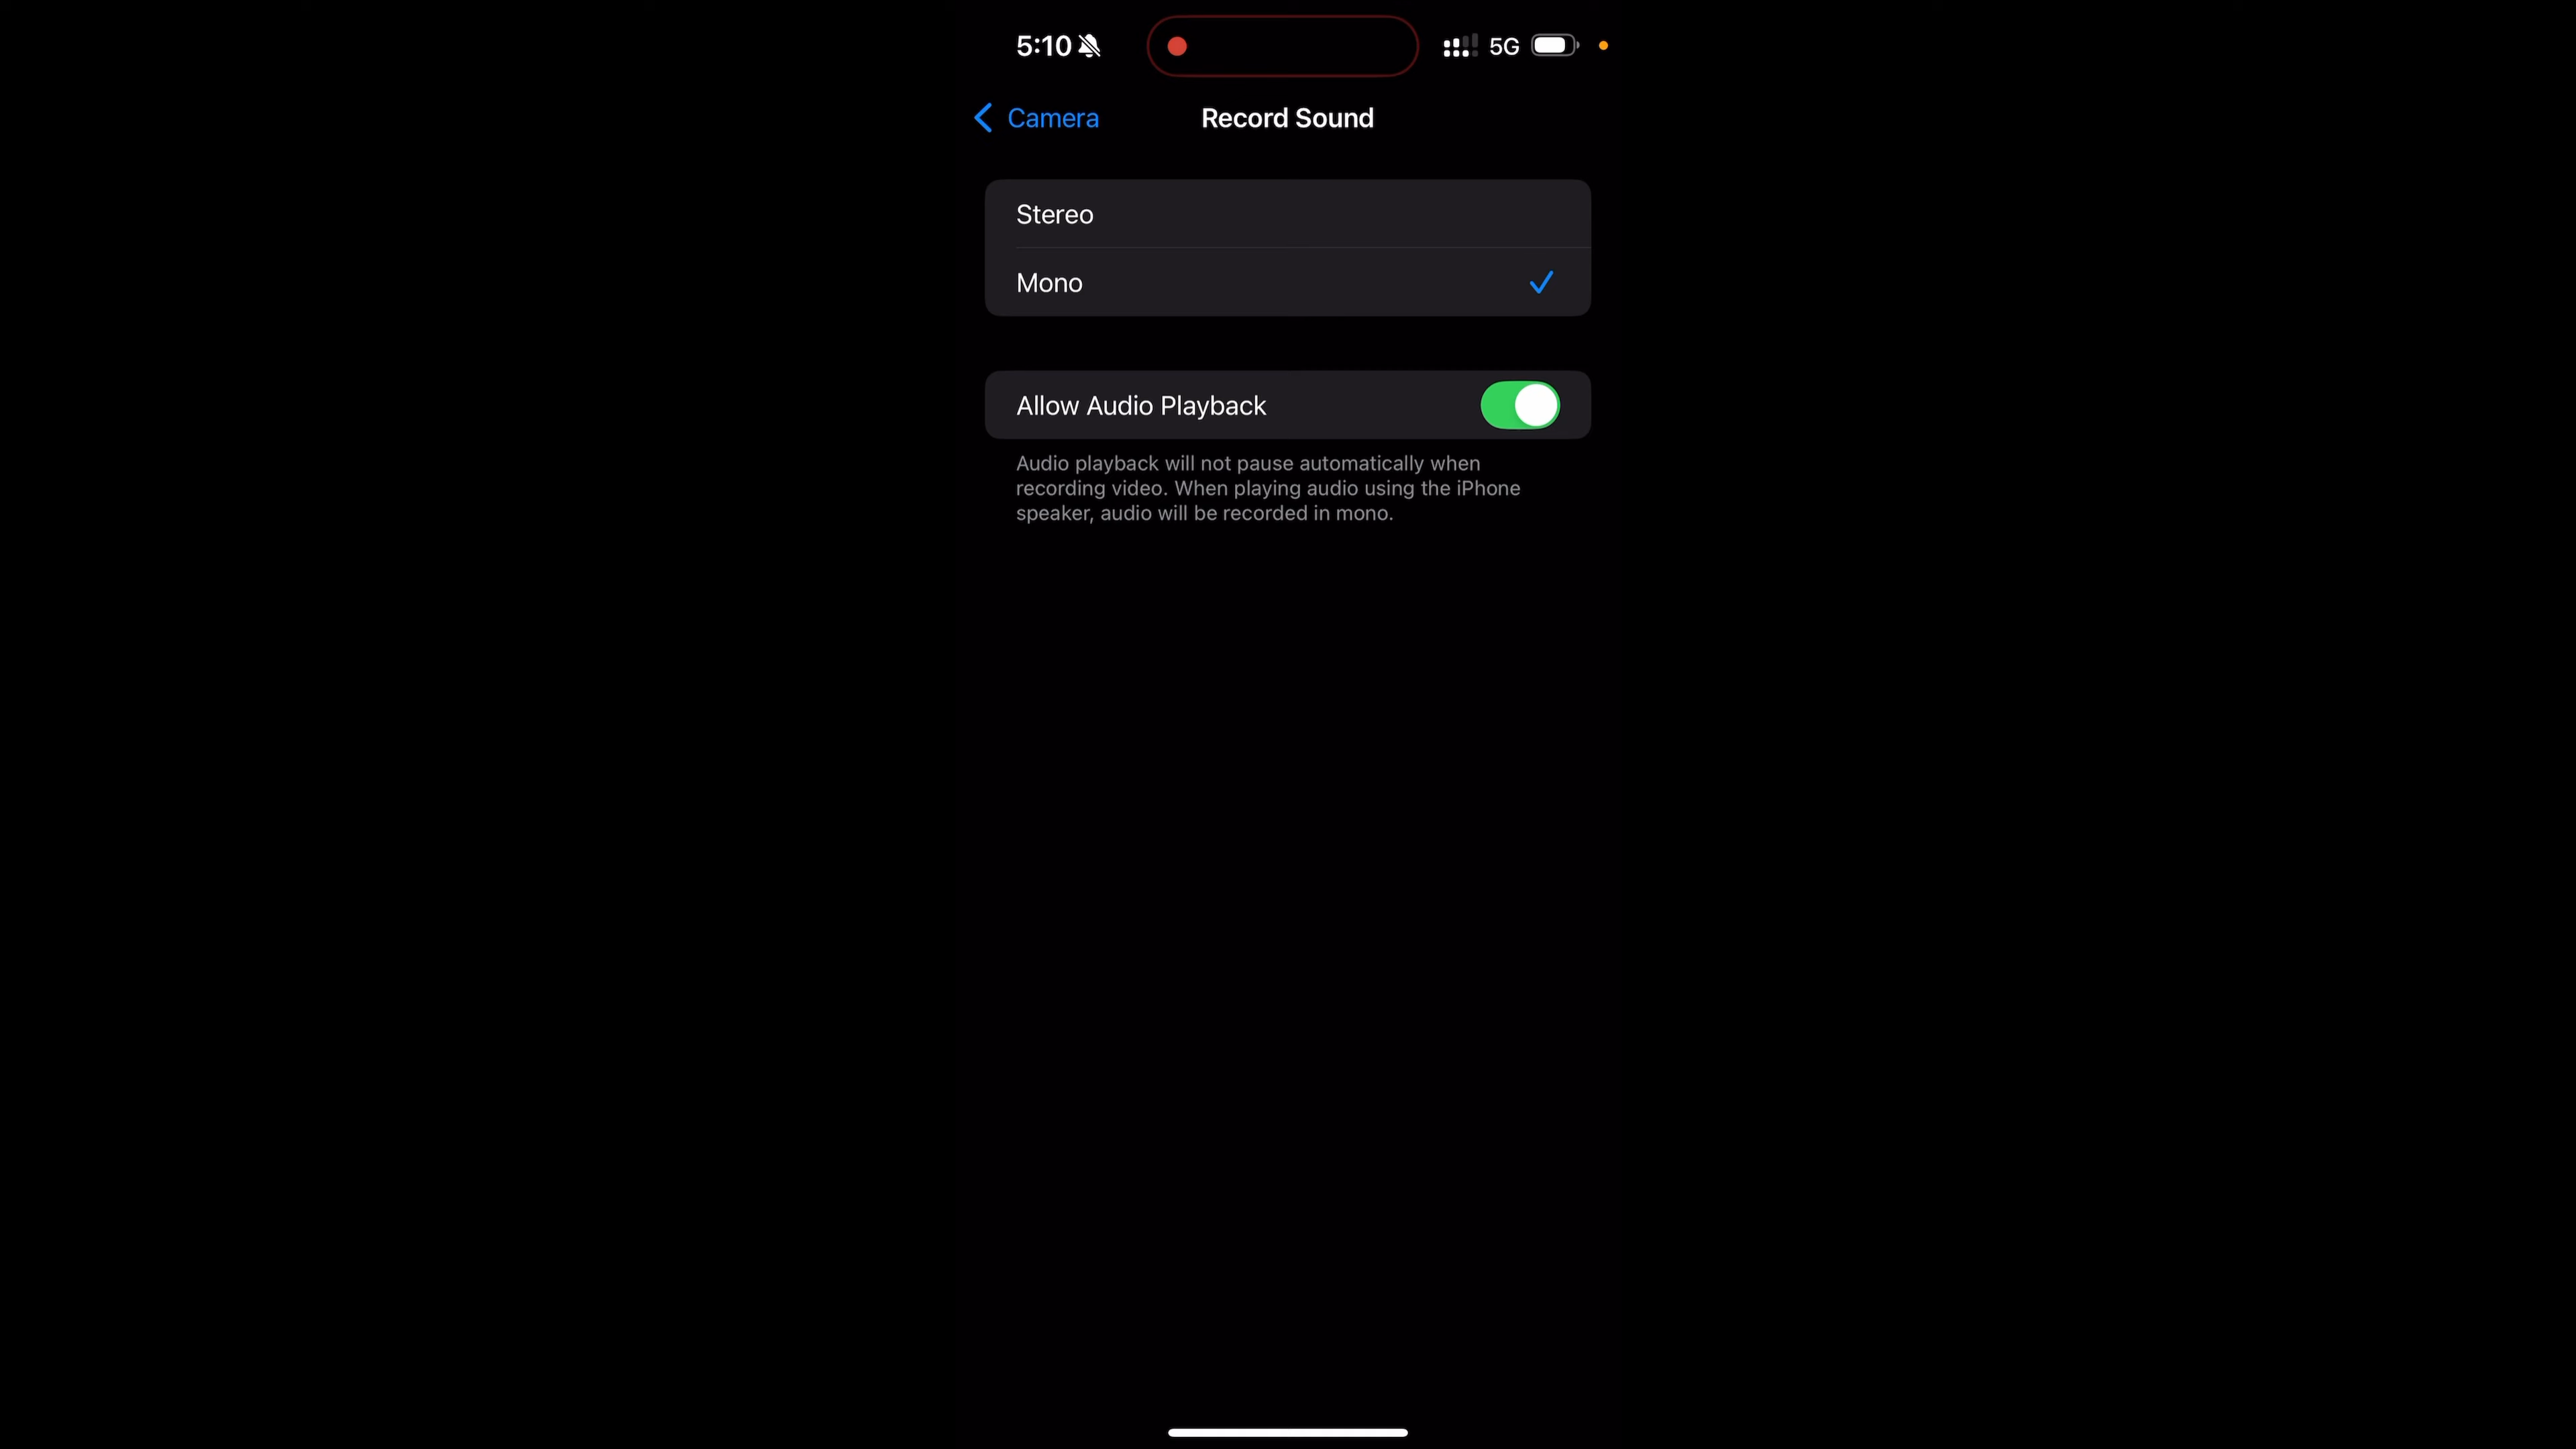 5:10 5G
Camera Record Sound
Stereo
Mono
Allow Audio Playback
Audio playback will not pause automatically when
recording video. When playing audio using the iPhone
speaker, audio will be recorded in mono.